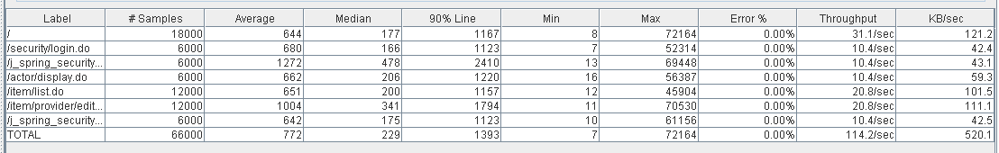 Label # Samples Average Median 90% Line Min Max Error % Throughput KB/sec
/ 18000 644 177 1167 8 72164 0.00% 31.1/sec 121.2
/security/login.do 6000 680 166 1123 7 52314 0.00% 10.4/sec 42.4
/j_spring_security... 6000 1272 478 2410 13 69448 0.00% 10.4/sec 43.1
/actor/display.do 6000 662 206 1220 16 56387 0.00% 10.4/sec 59.3
/item/list.do 12000 651 200 1157 12 45904 0.00% 20.8/sec 101.5
/item/provider/edit... 12000 1004 341 1794 11 70530 0.00% 20.8/sec 111.1
/j_spring_security... 6000 642 175 1123 10 61156 0.00% 10.4/sec 42.5
TOTAL 66000 772 229 1393 7 72164 0.00% 114.2/sec 520.1